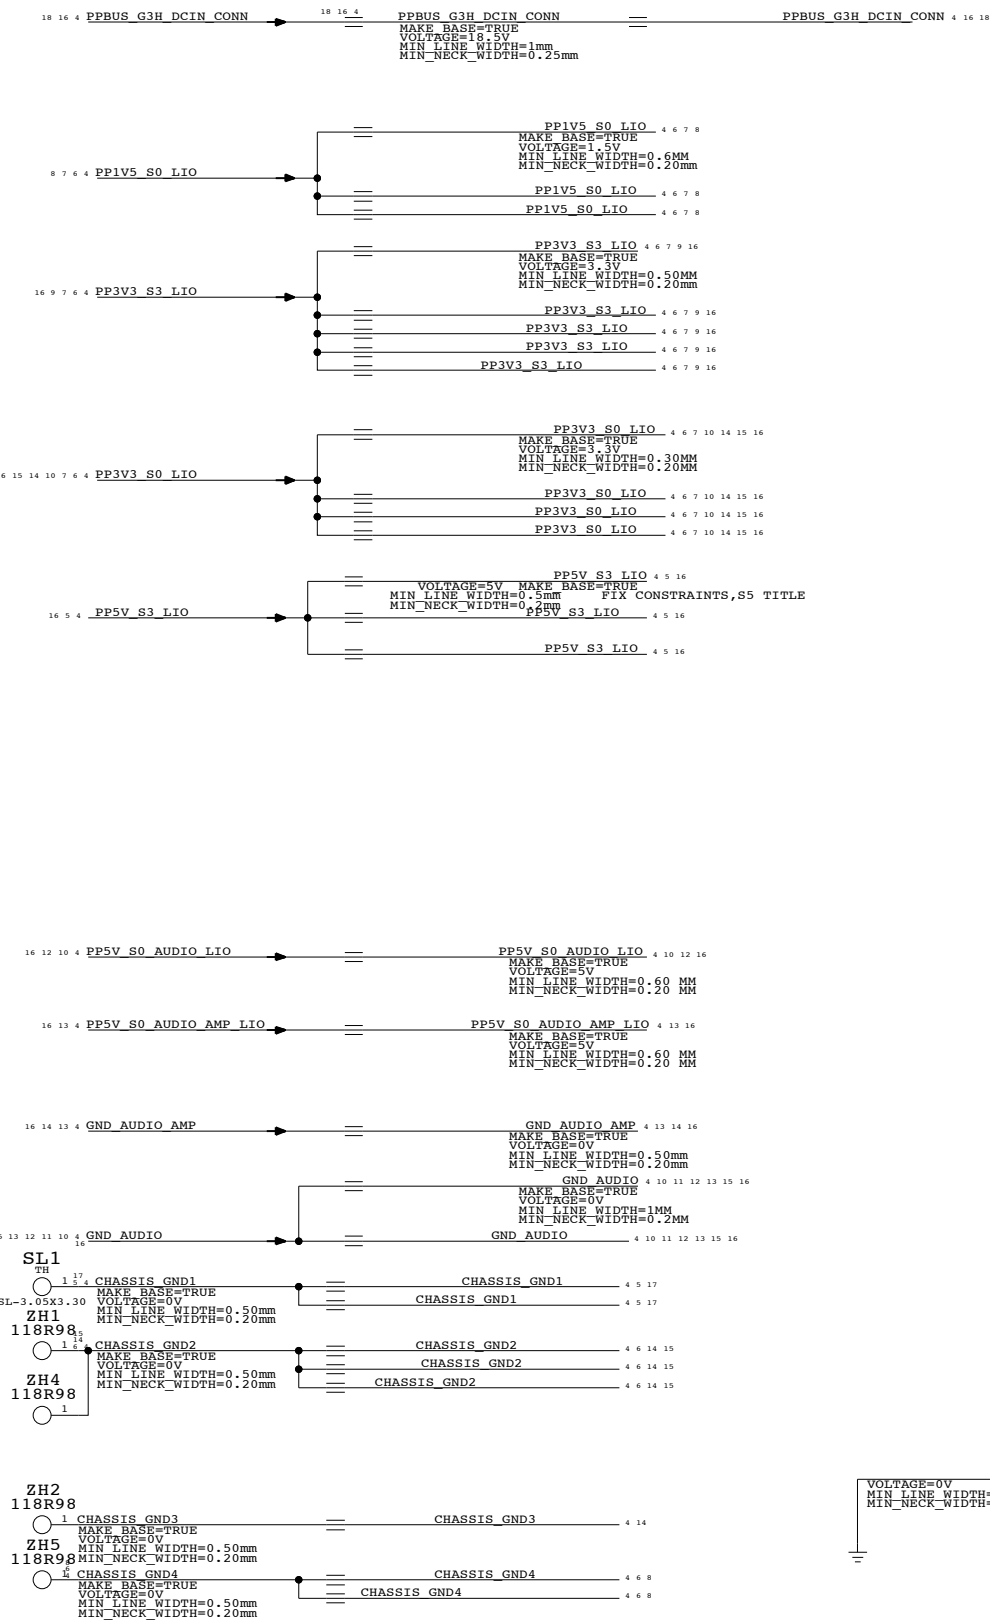 18 16 4 PPBUS_G3H_DCIN_CONN 18 16 4 PPBUS_G3H_DCIN_CONN PPBUS_G3H_DCIN_CONN 4 16 18
MAKE_BASE=TRUE
VOLTAGE=18.5V
MIN_LINE_WIDTH=1mm
MIN_NECK_WIDTH=0.25mm
PP1V5_S0_LIO 4 6 7 8
MAKE_BASE=TRUE
VOLTAGE=1.5V
MIN_LINE_WIDTH=0.6MM
MIN_NECK_WIDTH=0.20mm
8 7 6 4 PP1V5_S0_LIO
PP1V5_S0_LIO 4 6 7 8
PP1V5_S0_LIO 4 6 7 8
PP3V3_S3_LIO 4 6 7 9 16
MAKE_BASE=TRUE
VOLTAGE=3.3V
MIN_LINE_WIDTH=0.50MM
MIN_NECK_WIDTH=0.20mm
16 9 7 6 4 PP3V3_S3_LIO
PP3V3_S3_LIO 4 6 7 9 16
PP3V3_S3_LIO 4 6 7 9 16
PP3V3_S3_LIO 4 6 7 9 16
PP3V3_S3_LIO 4 6 7 9 16
PP3V3_S0_LIO 4 6 7 10 14 15 16
MAKE_BASE=TRUE
VOLTAGE=3.3V
MIN_LINE_WIDTH=0.30MM
MIN_NECK_WIDTH=0.20MM
6 15 14 10 7 6 4 PP3V3_S0_LIO
PP3V3_S0_LIO 4 6 7 10 14 15 16
PP3V3_S0_LIO 4 6 7 10 14 15 16
PP3V3_S0_LIO 4 6 7 10 14 15 16
PP5V_S3_LIO 4 5 16
VOLTAGE=5V MAKE_BASE=TRUE
MIN_LINE_WIDTH=0.5mm FIX CONSTRAINTS,S5 TITLE
MIN_NECK_WIDTH=0.2mm
16 5 4 PP5V_S3_LIO PP5V_S3_LIO 4 5 16
PP5V_S3_LIO 4 5 16
16 12 10 4 PP5V_S0_AUDIO_LIO PP5V_S0_AUDIO_LIO 4 10 12 16
MAKE_BASE=TRUE
VOLTAGE=5V
MIN_LINE_WIDTH=0.60 MM
MIN_NECK_WIDTH=0.20 MM
16 13 4 PP5V_S0_AUDIO_AMP_LIO PP5V_S0_AUDIO_AMP_LIO 4 13 16
MAKE_BASE=TRUE
VOLTAGE=5V
MIN_LINE_WIDTH=0.60 MM
MIN_NECK_WIDTH=0.20 MM
16 14 13 4 GND_AUDIO_AMP GND_AUDIO_AMP 4 13 14 16
MAKE_BASE=TRUE
VOLTAGE=0V
MIN_LINE_WIDTH=0.50mm
MIN_NECK_WIDTH=0.20mm
GND_AUDIO 4 10 11 12 13 15 16
MAKE_BASE=TRUE
VOLTAGE=0V
MIN_LINE_WIDTH=1MM
MIN_NECK_WIDTH=0.2MM
13 12 11 10 4 GND_AUDIO GND_AUDIO 4 10 11 12 13 15 16
16
SL1
TH
1 17 5 4 CHASSIS_GND1 CHASSIS_GND1 4 5 17
MAKE_BASE=TRUE
VOLTAGE=0V
SL-3.05X3.30 CHASSIS_GND1 4 5 17
MIN_LINE_WIDTH=0.50mm
MIN_NECK_WIDTH=0.20mm
ZH1
118R98
1 15 14 6 4 CHASSIS_GND2 CHASSIS_GND2 4 6 14 15
MAKE_BASE=TRUE
VOLTAGE=0V
CHASSIS_GND2 4 6 14 15
MIN_LINE_WIDTH=0.50mm
MIN_NECK_WIDTH=0.20mm
CHASSIS_GND2 4 6 14 15
ZH4
118R98
1
VOLTAGE=0V
MIN_LINE_WIDTH=
MIN_NECK_WIDTH=
ZH2
118R98
1 CHASSIS_GND3 CHASSIS_GND3 4 14
MAKE_BASE=TRUE
VOLTAGE=0V
MIN_LINE_WIDTH=0.50mm
MIN_NECK_WIDTH=0.20mm
ZH5
118R98
CHASSIS_GND4 CHASSIS_GND4 4 6 8
MAKE_BASE=TRUE
VOLTAGE=0V
CHASSIS_GND4 4 6 8
MIN_LINE_WIDTH=0.50mm
MIN_NECK_WIDTH=0.20mm